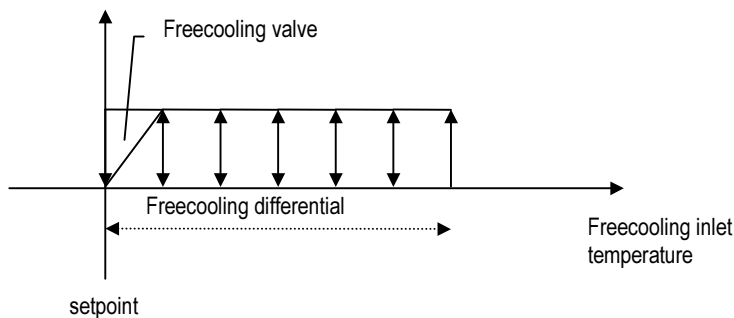 Freecooling valve
Freecooling differential
Freecooling inlet
temperature
setpoint